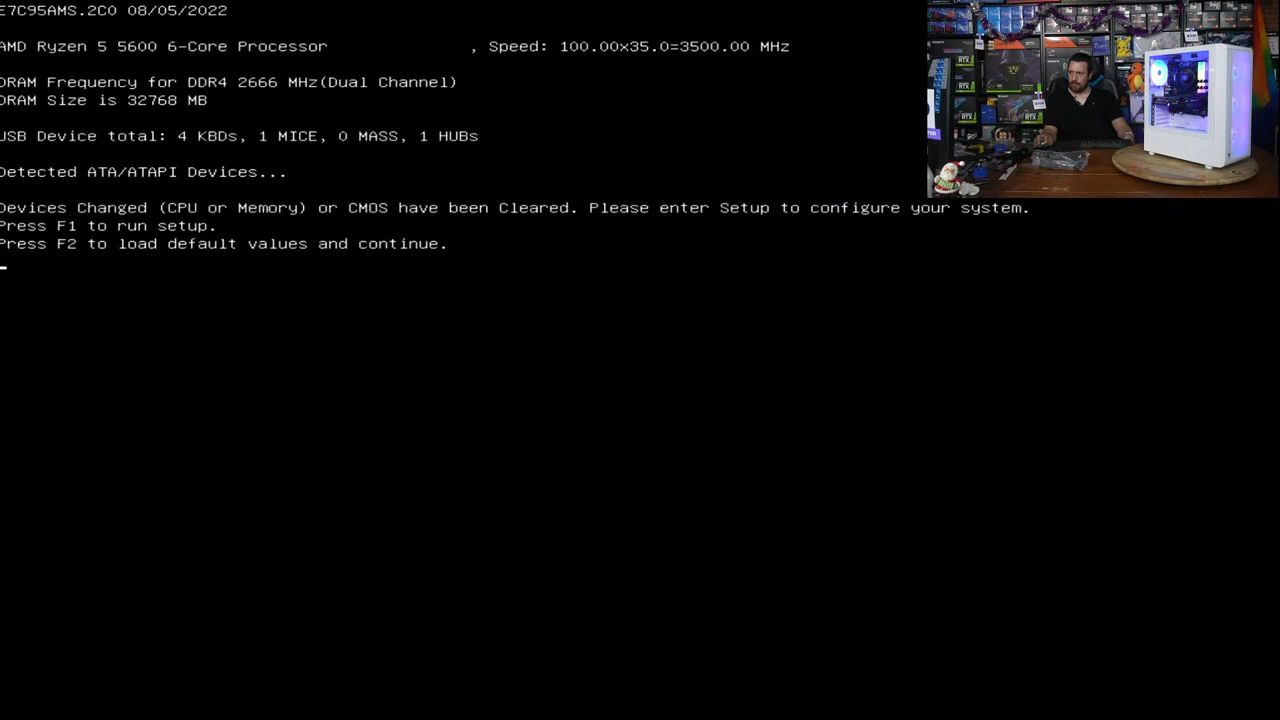 E7C95AMS.2C0 08/05/2022
AMD Ryzen 5 5600 6-Core Processor , Speed: 100.00x35.0=3500.00 MHz
DRAM Frequency for DDR4 2666 MHz(Dual Channel)
DRAM Size is 32768 MB
USB Device total: 4 KBDs, 1 MICE, 0 MASS, 1 HUBs
Detected ATA/ATAPI Devices...
Devices Changed (CPU or Memory) or CMOS have been Cleared. Please enter Setup to configure your system.
Press F1 to run setup.
Press F2 to load default values and continue.